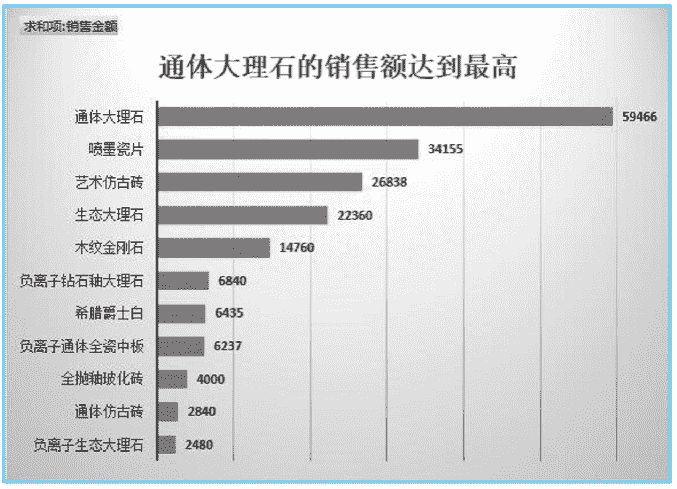 求和项:销售金额
通体大理石的销售额达到最高
通体大理石 59466
喷墨瓷片 34155
艺术仿古砖 26838
生态大理石 22360
木纹金刚石 14760
负离子钻石釉大理石 6840
希腊爵士白 6435
负离子通体全瓷中板 6237
全抛釉玻化砖 4000
通体仿古砖 2840
负离子生态大理石 2480